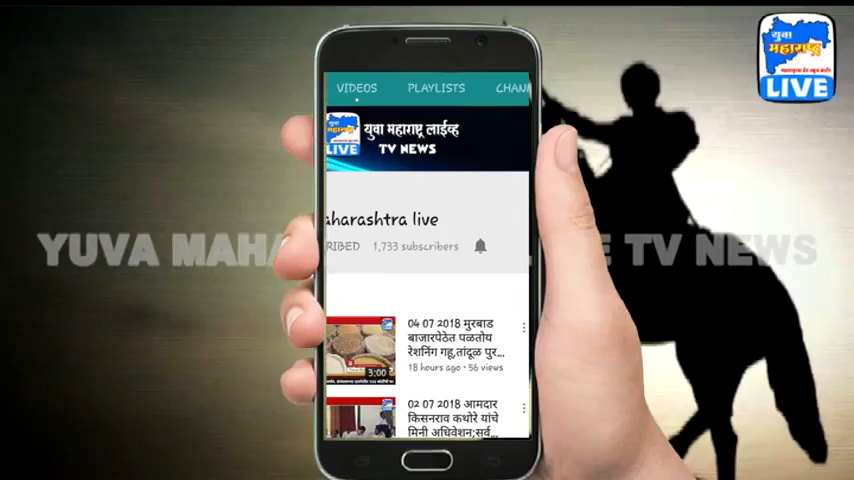 युवा
महाराष्ट्र
LIVE
VIDEOS PLAYLISTS CHANN
महाराष्ट्र
LIVE
युवा महाराष्ट्र लाईव्ह
TV NEWS
aharashtra live
RIBED 1,733 subscribers
YUVA MAHA E TV NEWS
04 07 2018 मुरबाड
बाजारपेठेत पळतोय
रेशनिंग गहू,तांदूळ पुर...
18 hours ago • 56 views
3:00
02 07 2018 आमदार
किसनराव कथोरे यांचे
मिनी अधिवेशन;सर्व